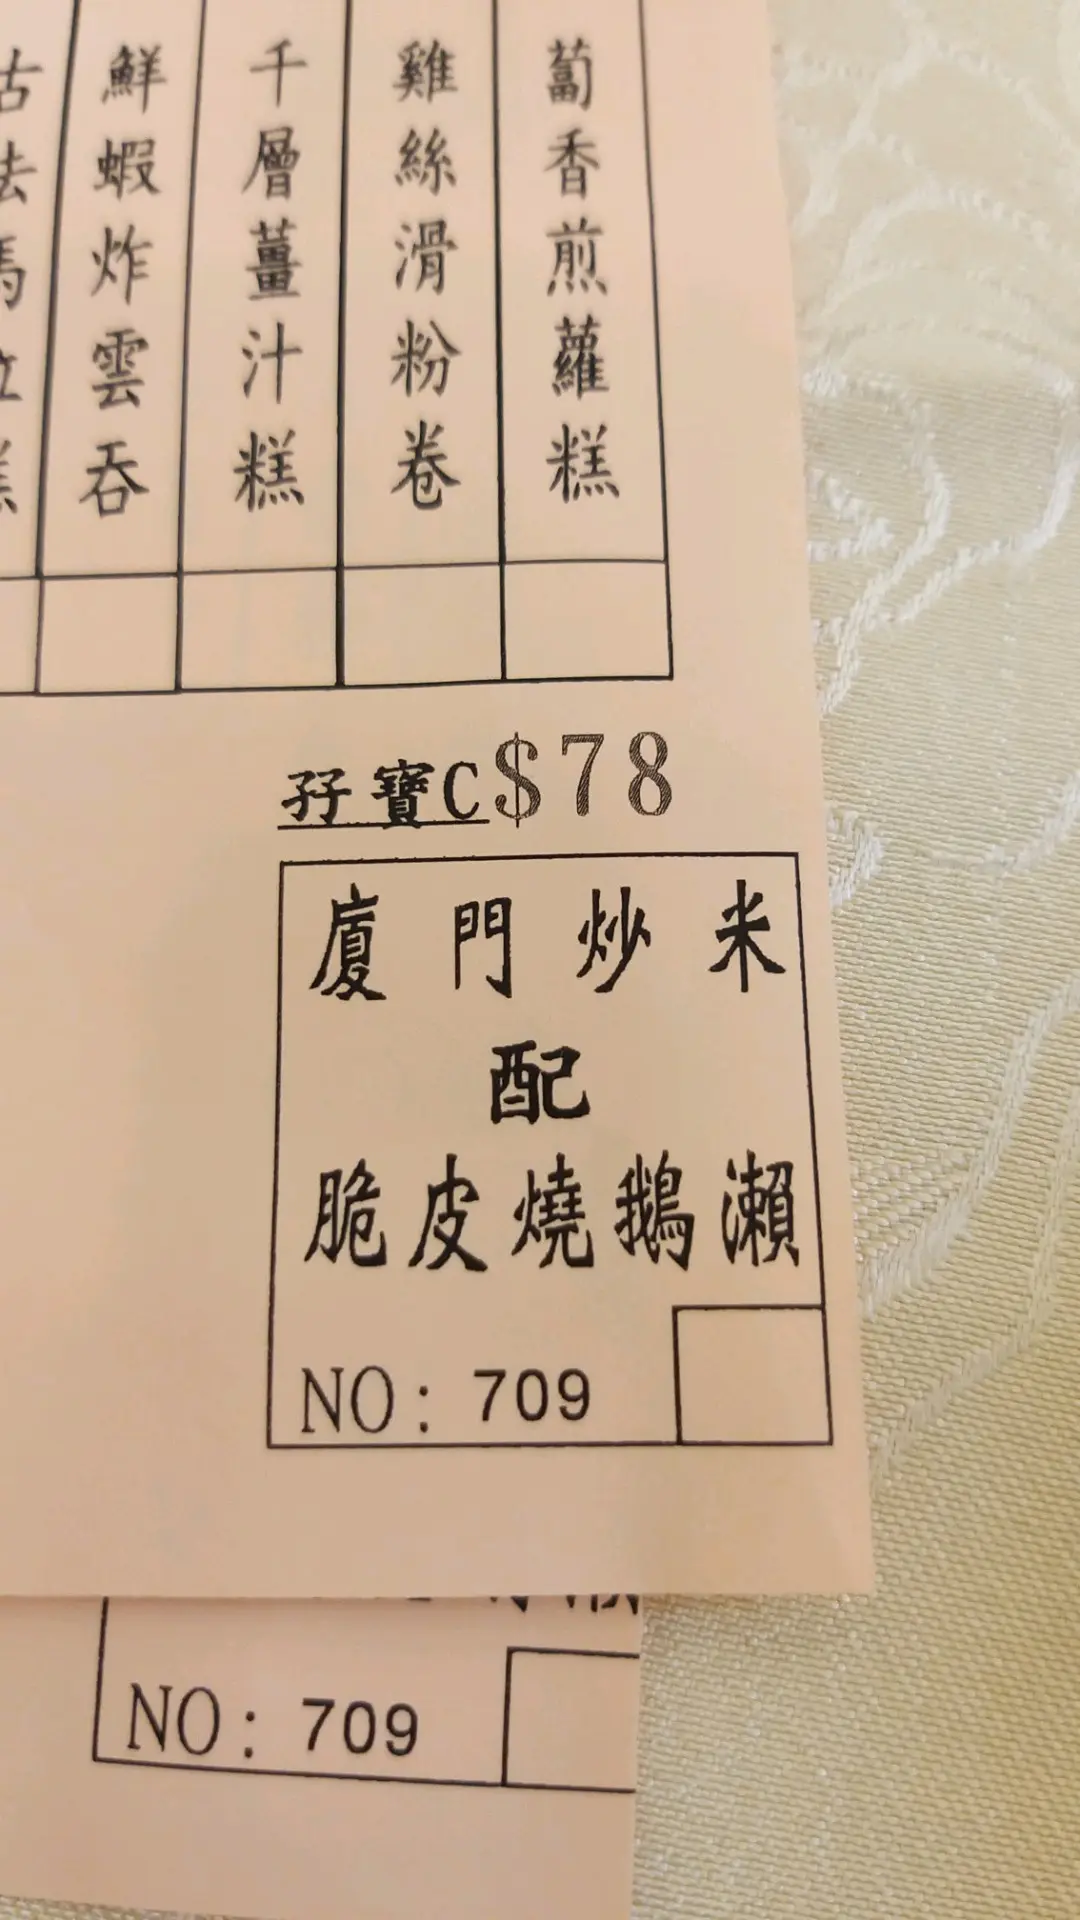 蔔香煎蘿糕
雞絲滑粉卷
千層薑汁糕
鮮蝦炸雲吞
孖寶C$78
廈門炒米
配
脆皮燒鵝瀨
NO: 709
NO: 709